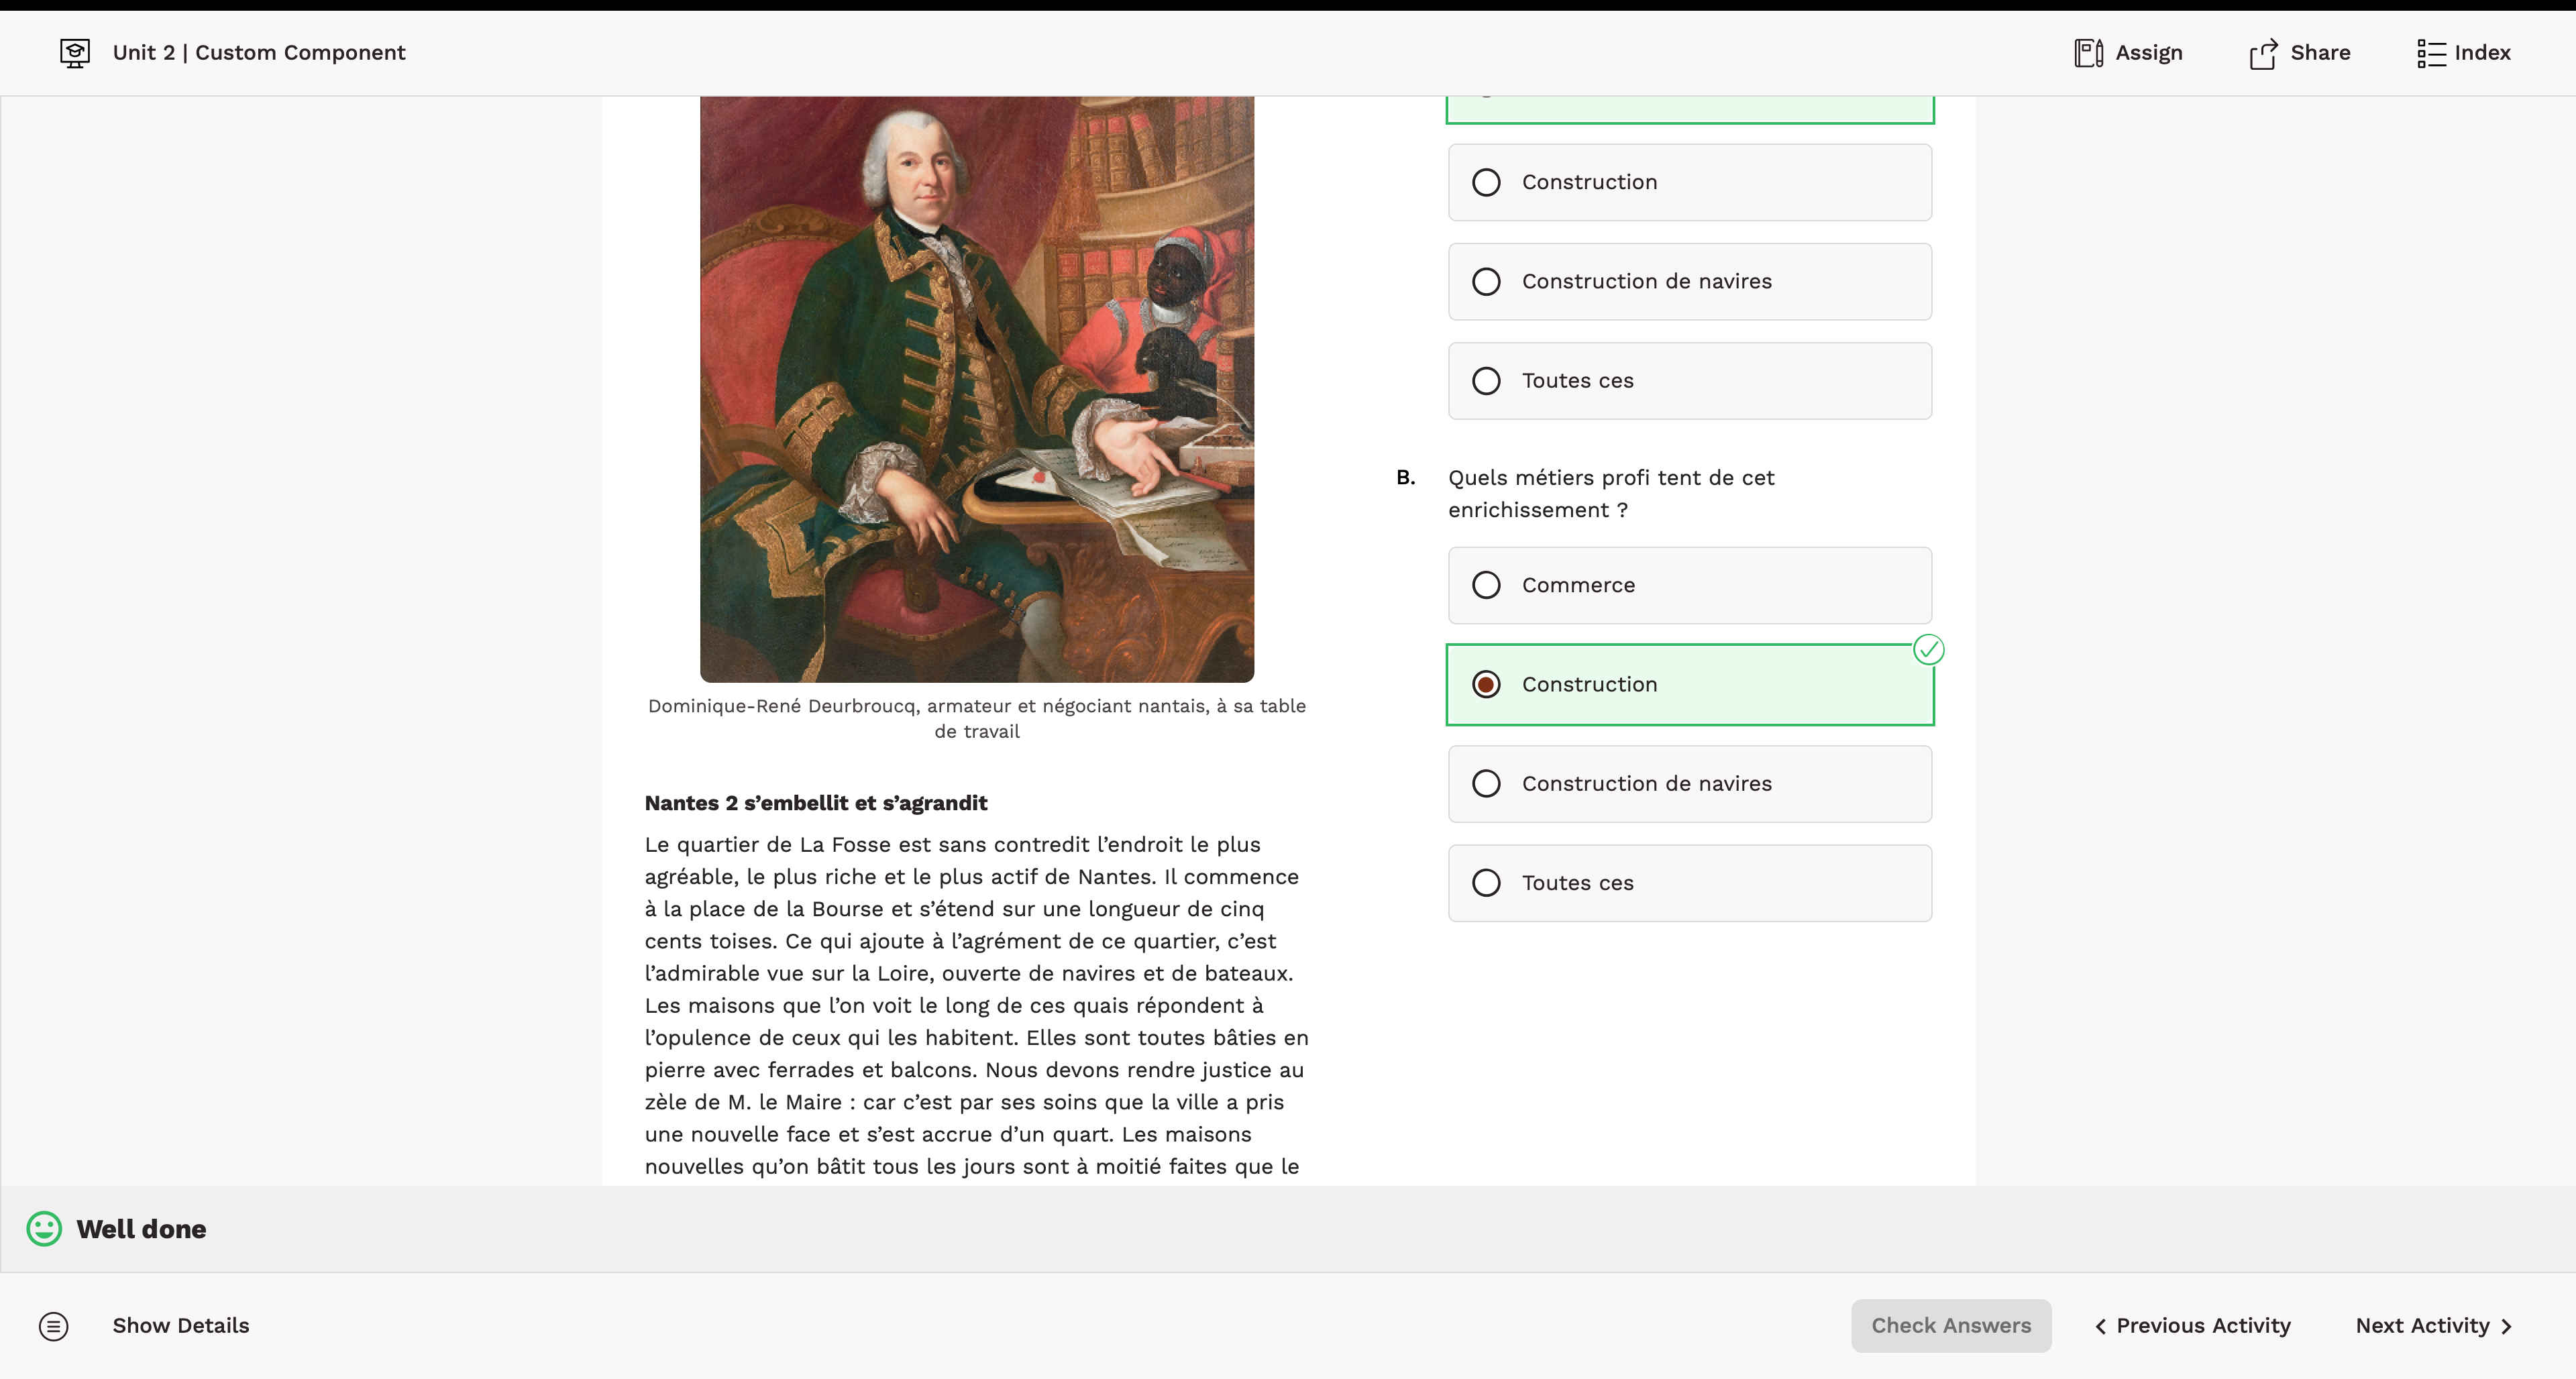 Unit 2 | Custom Component
Assign
Share
Index
Dominique-René Deurbroucq, armateur et négociant nantais, à sa table
de travail
Nantes 2 s’embellit et s’agrandit
Le quartier de La Fosse est sans contredit l’endroit le plus
agréable, le plus riche et le plus actif de Nantes. Il commence
à la place de la Bourse et s’étend sur une longueur de cinq
cents toises. Ce qui ajoute à l’agrément de ce quartier, c’est
l’admirable vue sur la Loire, ouverte de navires et de bateaux.
Les maisons que l’on voit le long de ces quais répondent à
l’opulence de ceux qui les habitent. Elles sont toutes bâties en
pierre avec ferrades et balcons. Nous devons rendre justice au
zèle de M. le Maire : car c’est par ses soins que la ville a pris
une nouvelle face et s’est accrue d’un quart. Les maisons
nouvelles qu’on bâtit tous les jours sont à moitié faites que le
Construction
Construction de navires
Toutes ces
B. Quels métiers profi tent de cet
enrichissement ?
Commerce
Construction
Construction de navires
Toutes ces
Well done
Show Details
Check Answers
Previous Activity
Next Activity